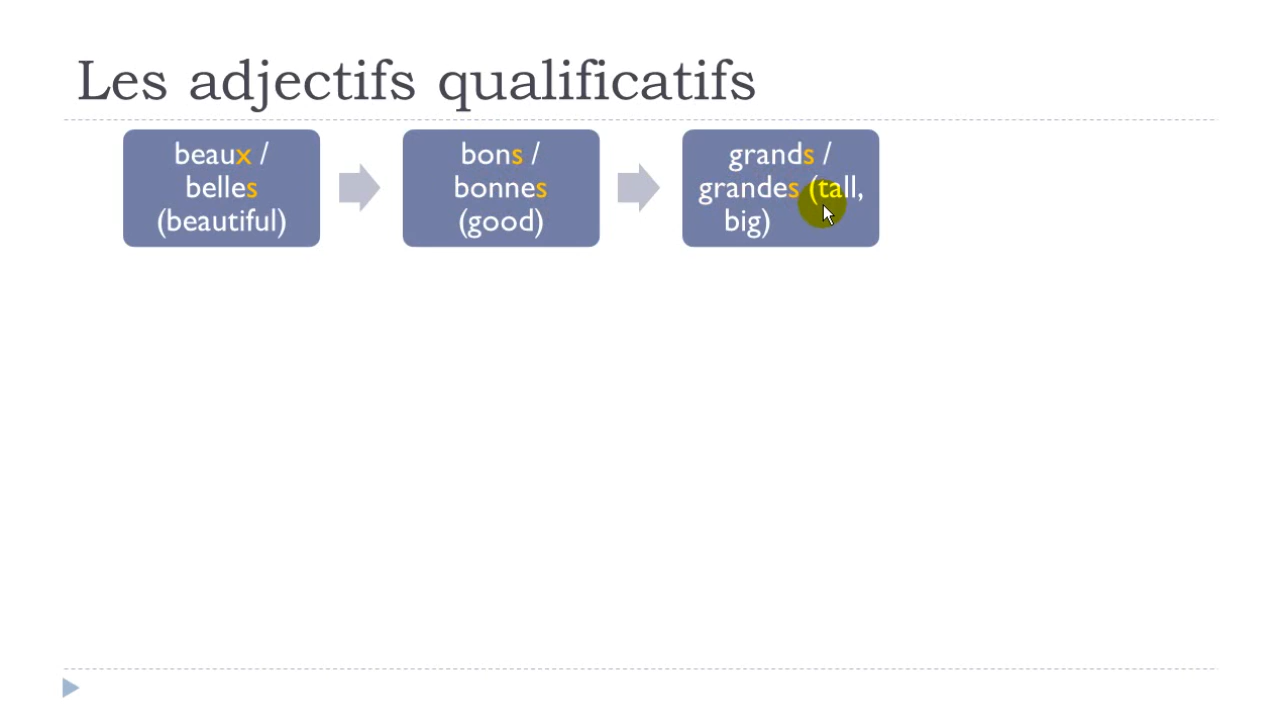 Les adjectifs qualificatifs
beaux /
belles
(beautiful)
bons /
bonnes
(good)
grands /
grandes (tall,
big)